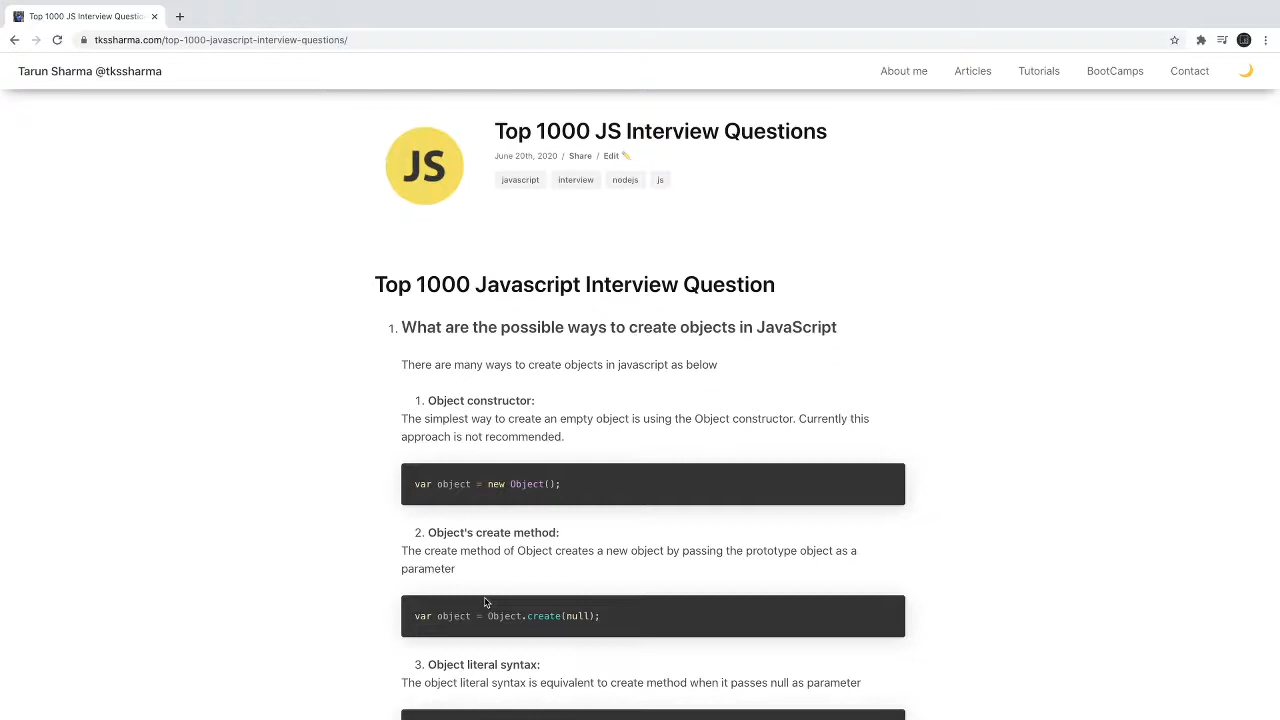 Top 1000 JS Interview Questio
tkssharma.com/top-1000-javascript-interview-questions/
Tarun Sharma @tkssharma
About me Articles Tutorials BootCamps Contact
JS
Top 1000 JS Interview Questions
June 20th, 2020 / Share / Edit ✏️
javascript interview nodejs js
Top 1000 Javascript Interview Question
1. What are the possible ways to create objects in JavaScript
There are many ways to create objects in javascript as below
1. Object constructor:
The simplest way to create an empty object is using the Object constructor. Currently this
approach is not recommended.
var object = new Object();
2. Object's create method:
The create method of Object creates a new object by passing the prototype object as a
parameter
var object = Object.create(null);
3. Object literal syntax:
The object literal syntax is equivalent to create method when it passes null as parameter